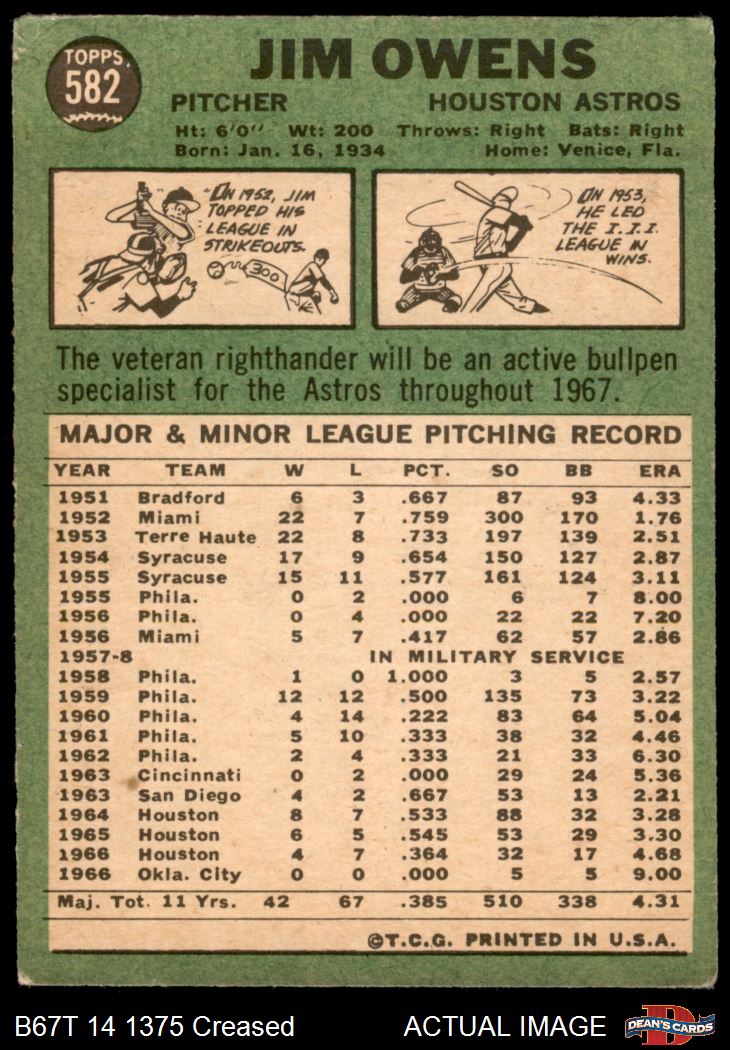 TOPPS
582
JIM OWENS
PITCHER HOUSTON ASTROS
Ht: 6'0" Wt: 200 Throws: Right Bats: Right
Born: Jan. 16, 1934 Home: Venice, Fla.
IN 1952, JIM
TOPPED HIS
LEAGUE IN
STRIKEOUTS.
300
IN 1953,
HE LED
THE I.I.I.
LEAGUE IN
WINS.
The veteran righthander will be an active bullpen
specialist for the Astros throughout 1967.
MAJOR & MINOR LEAGUE PITCHING RECORD
YEAR TEAM W L PCT. SO BB ERA
1951 Bradford 6 3 .667 87 93 4.33
1952 Miami 22 7 .759 300 170 1.76
1953 Terre Haute 22 8 .733 197 139 2.51
1954 Syracuse 17 9 .654 150 127 2.87
1955 Syracuse 15 11 .577 161 124 3.11
1955 Phila. 0 2 .000 6 7 8.00
1956 Phila. 0 4 .000 22 22 7.20
1956 Miami 5 7 .417 62 57 2.86
1957-8 IN MILITARY SERVICE
1958 Phila. 1 0 1.000 3 5 2.57
1959 Phila. 12 12 .500 135 73 3.22
1960 Phila. 4 14 .222 83 64 5.04
1961 Phila. 5 10 .333 38 32 4.46
1962 Phila. 2 4 .333 21 33 6.30
1963 Cincinnati 0 2 .000 29 24 5.36
1963 San Diego 4 2 .667 53 13 2.21
1964 Houston 8 7 .533 88 32 3.28
1965 Houston 6 5 .545 53 29 3.30
1966 Houston 4 7 .364 32 17 4.68
1966 Okla. City 0 0 .000 5 5 9.00
Maj. Tot. 11 Yrs. 42 67 .385 510 338 4.31
©T.C.G. PRINTED IN U.S.A.
B67T 14 1375 Creased ACTUAL IMAGE
DEAN'S CARDS